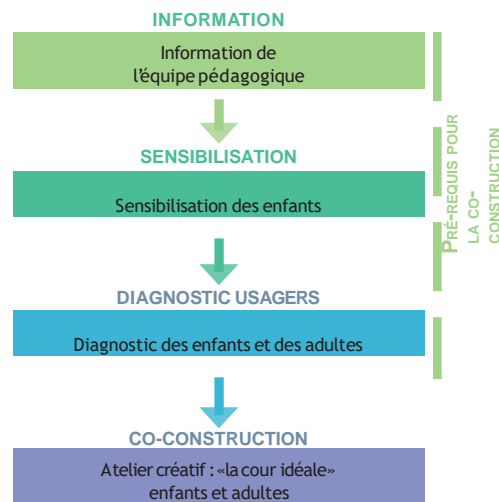 INFORMATION
Information de
l'équipe pédagogique
SENSIBILISATION
Sensibilisation des enfants
DIAGNOSTIC USAGERS
Diagnostic des enfants et des adultes
CO-CONSTRUCTION
Atelier créatif : «la cour idéale»
enfants et adultes
PRÉ-REQUIS POUR
LA CO-
CONSTRUCTION